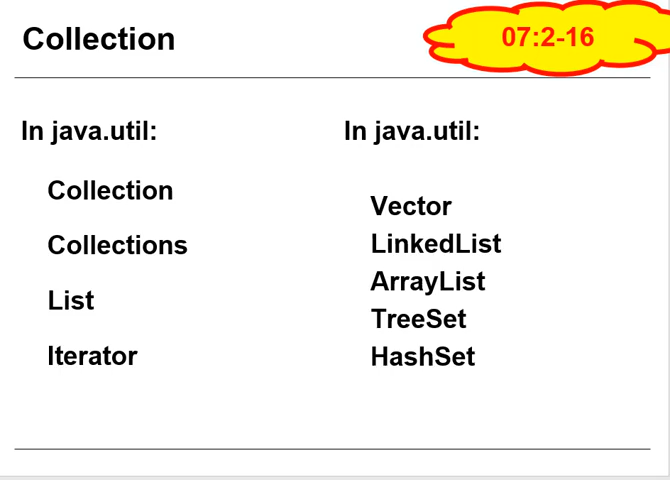 Collection
07:2-16
In java.util:
Collection
Collections
List
Iterator
In java.util:
Vector
LinkedList
ArrayList
TreeSet
HashSet